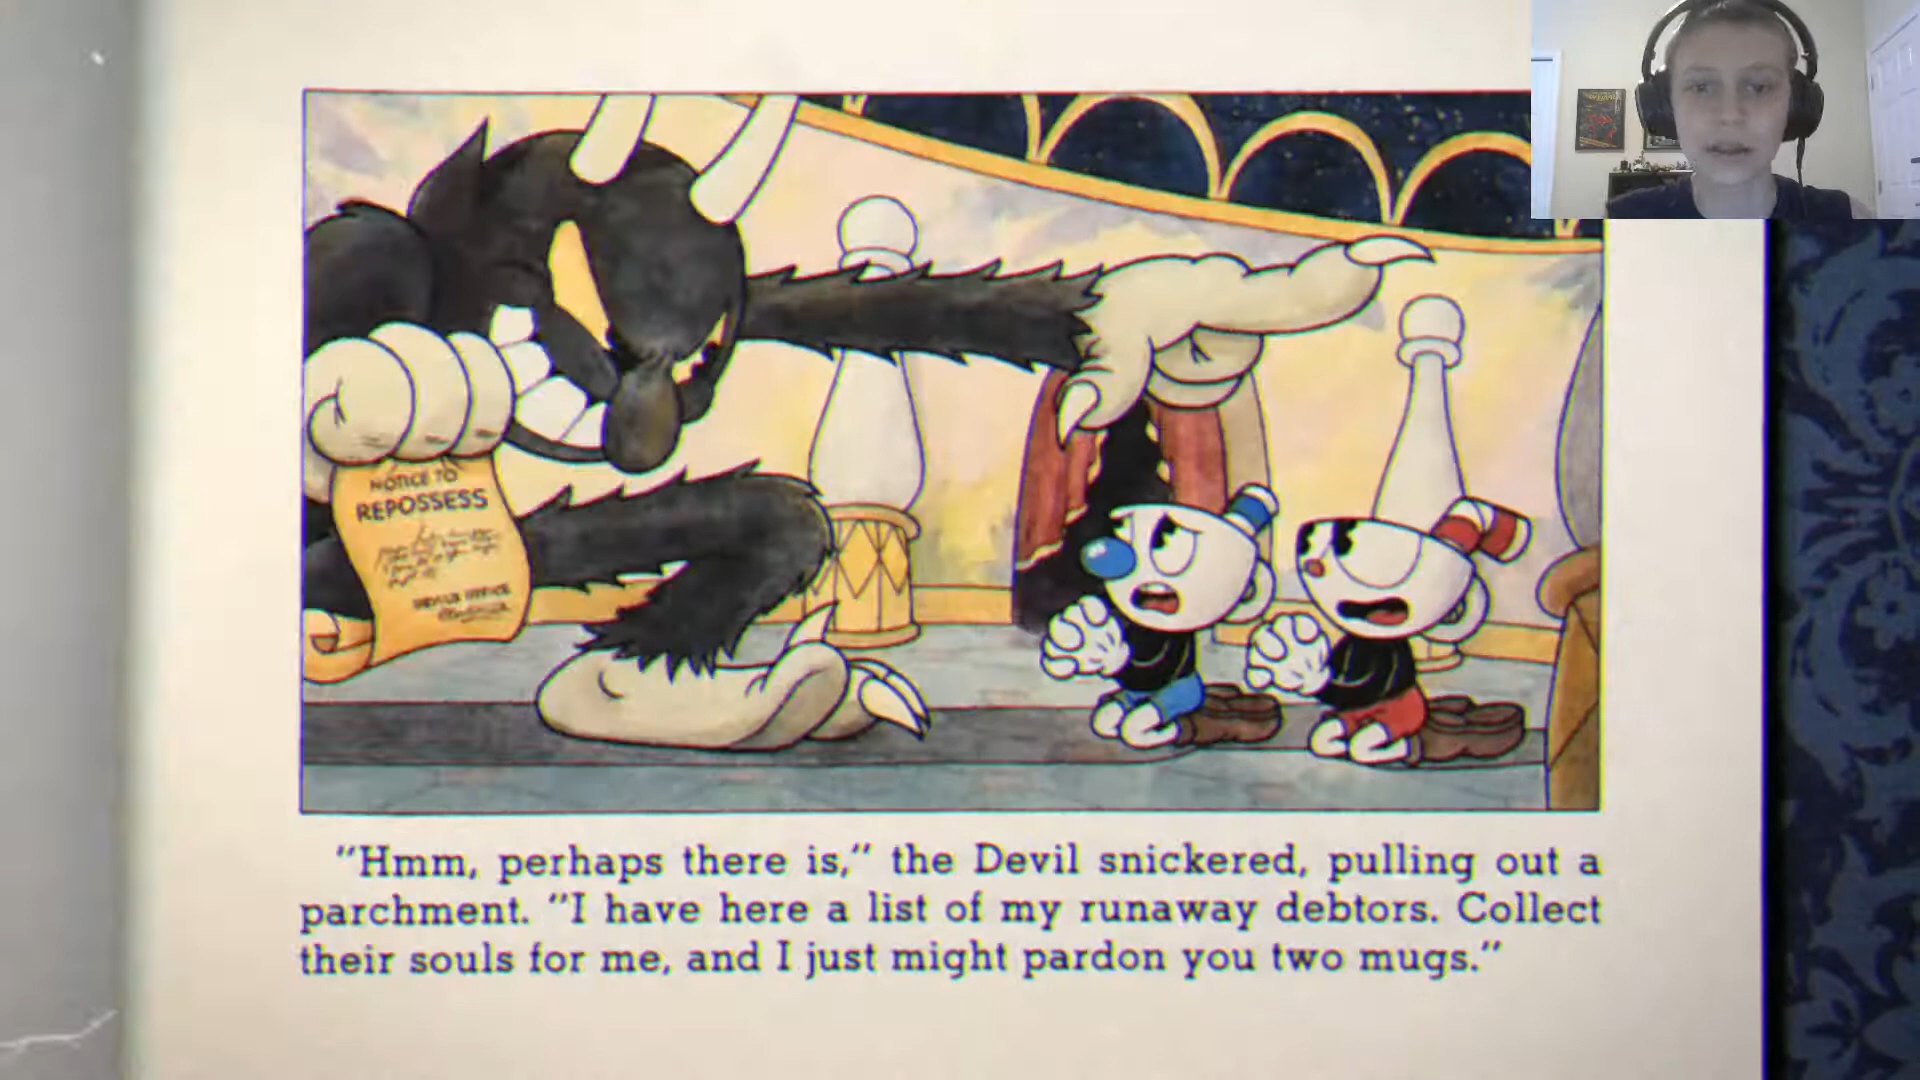 NOTICE TO
REPOSSESS
"Hmm, perhaps there is," the Devil snickered, pulling out a
parchment. "I have here a list of my runaway debtors. Collect
their souls for me, and I just might pardon you two mugs."